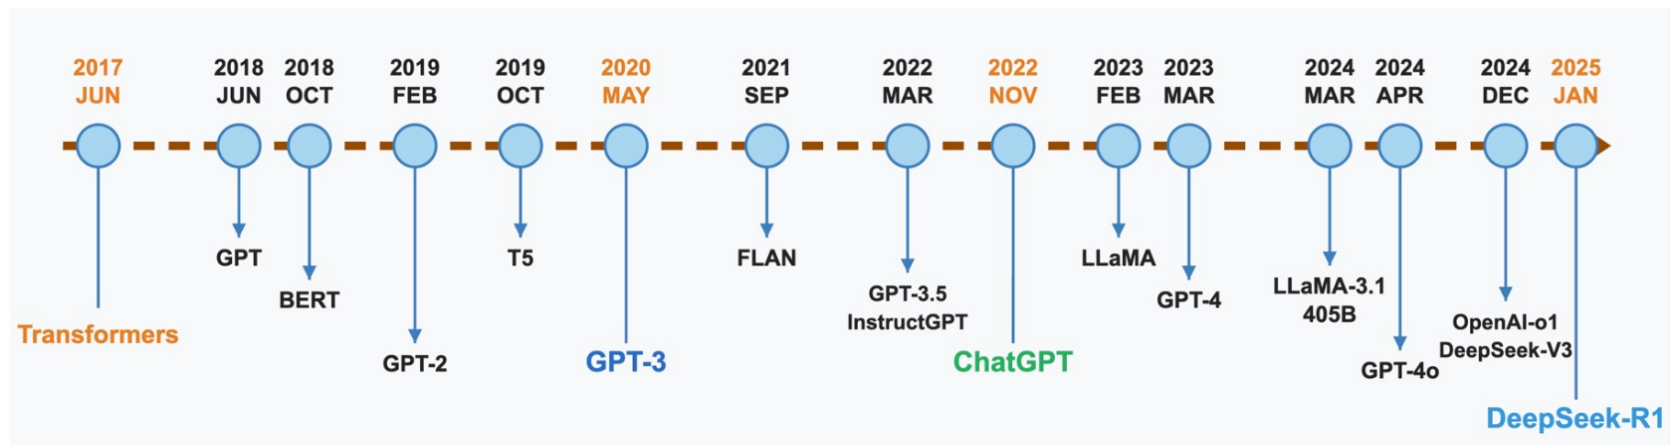 2017
JUN
2018
JUN
2018
OCT
2019
FEB
2019
OCT
2020
MAY
2021
SEP
2022
MAR
2022
NOV
2023
FEB
2023
MAR
2024
MAR
2024
APR
2024
DEC
2025
JAN
Transformers
GPT
BERT
GPT-2
T5
GPT-3
FLAN
GPT-3.5
InstructGPT
ChatGPT
LLaMA
GPT-4
LLaMA-3.1
405B
GPT-4o
OpenAI-o1
DeepSeek-V3
DeepSeek-R1